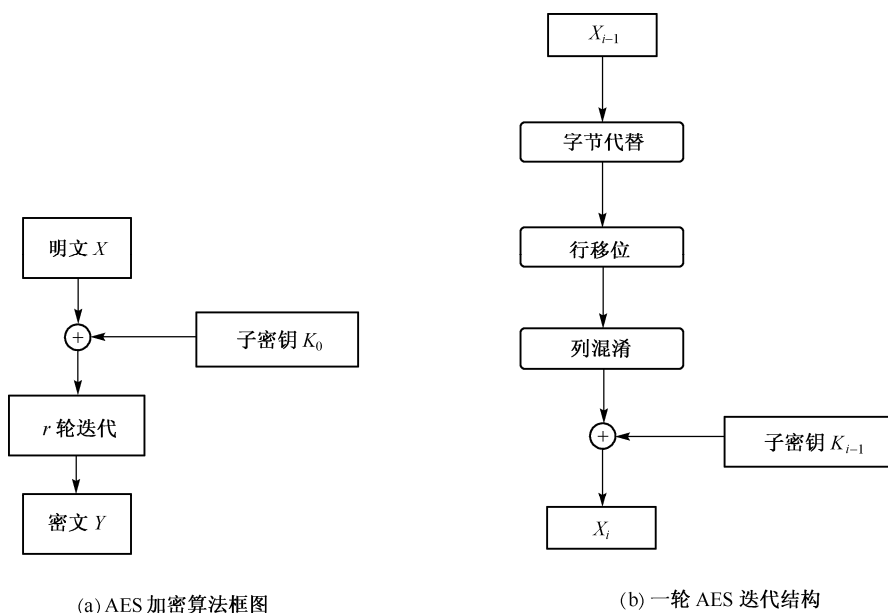 明文 X
+
子密钥 K₀
r 轮迭代
密文 Y
(a) AES 加密算法框图
Xᵢ₋₁
字节代替
行移位
列混淆
+
子密钥 Kᵢ₋₁
Xᵢ
(b) 一轮 AES 迭代结构